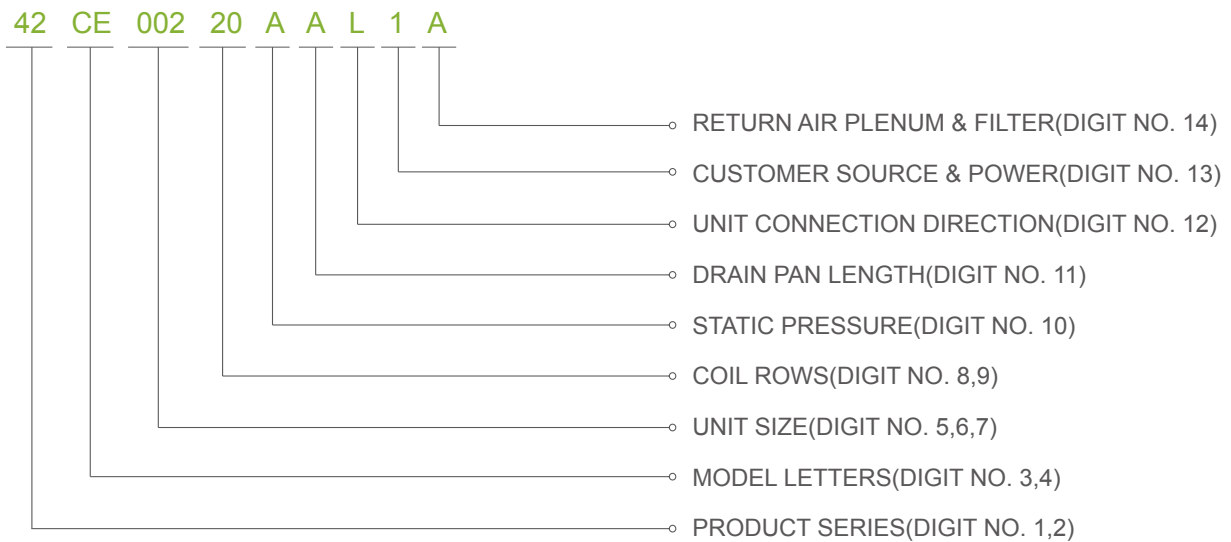 42 CE 002 20 A A L 1 A
RETURN AIR PLENUM & FILTER(DIGIT NO. 14)
CUSTOMER SOURCE & POWER(DIGIT NO. 13)
UNIT CONNECTION DIRECTION(DIGIT NO. 12)
DRAIN PAN LENGTH(DIGIT NO. 11)
STATIC PRESSURE(DIGIT NO. 10)
COIL ROWS(DIGIT NO. 8,9)
UNIT SIZE(DIGIT NO. 5,6,7)
MODEL LETTERS(DIGIT NO. 3,4)
PRODUCT SERIES(DIGIT NO. 1,2)